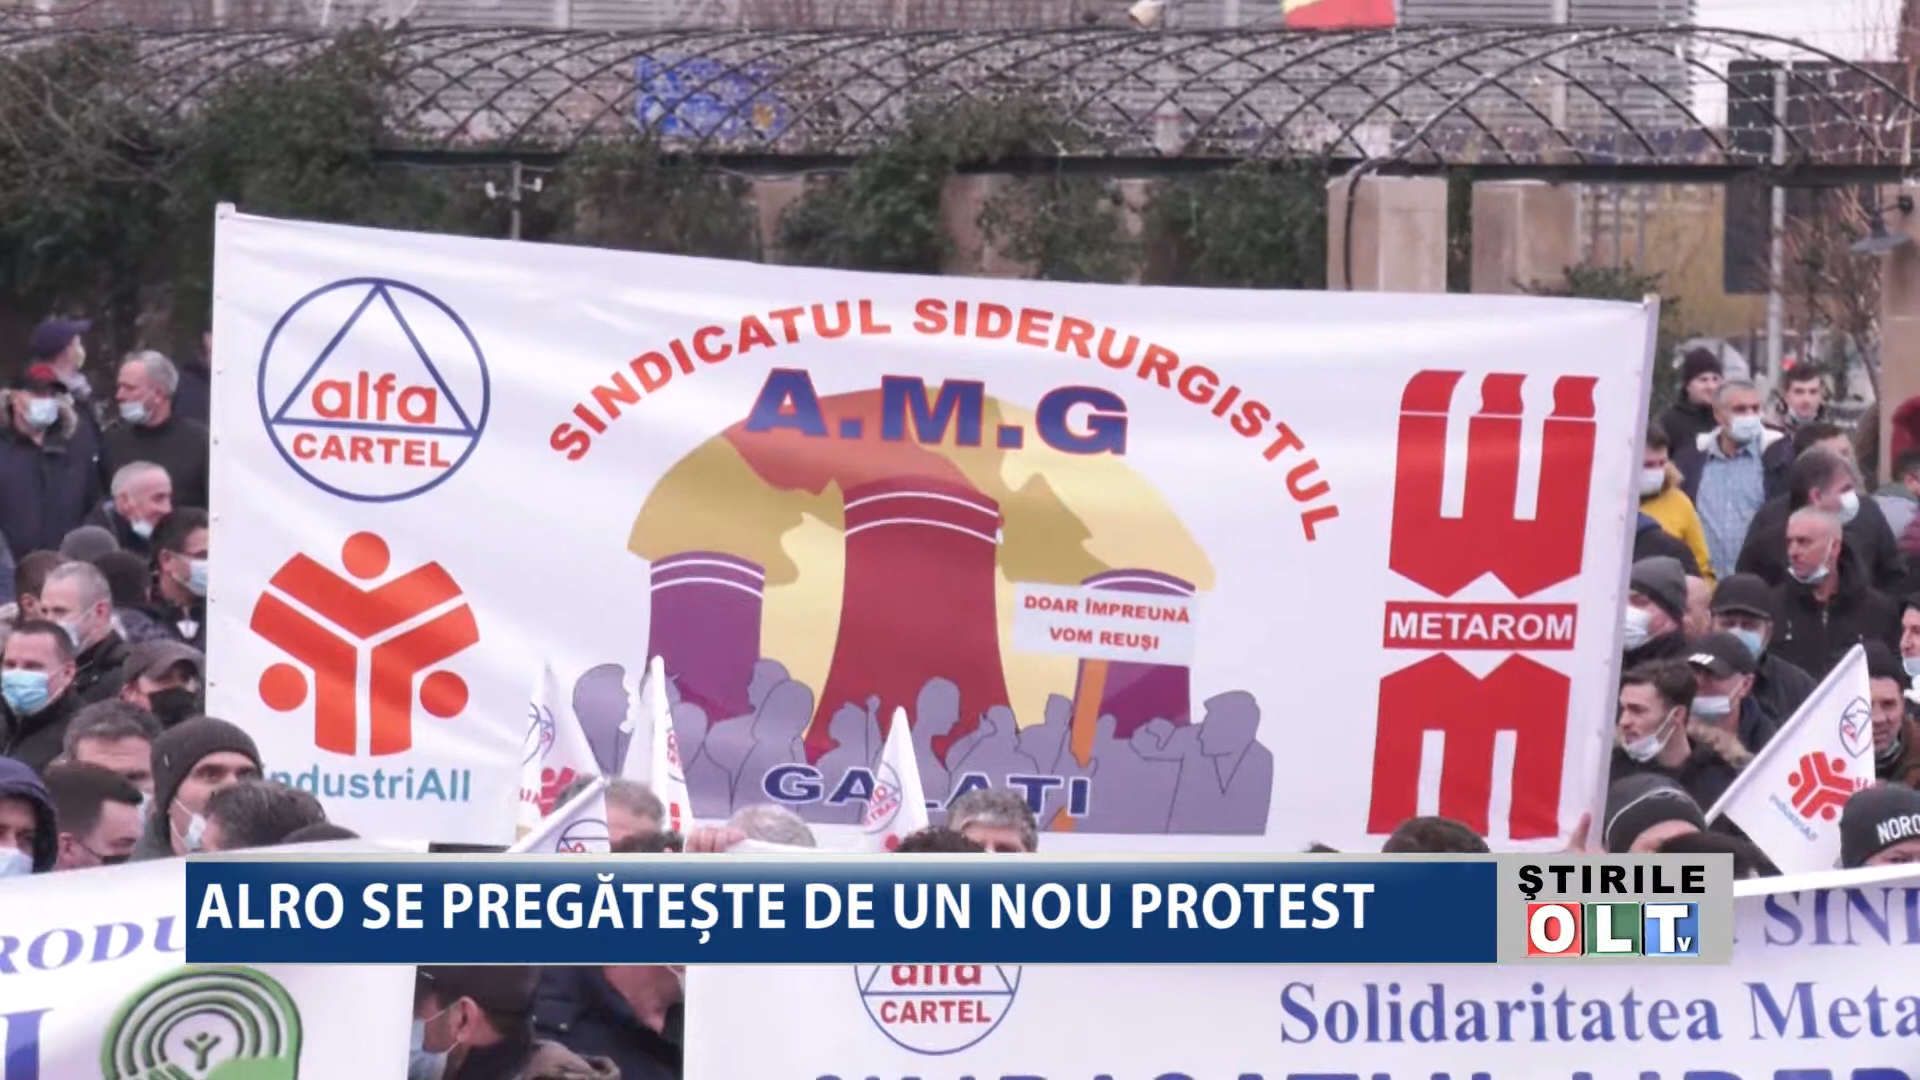 SINDICATUL SIDERURGISTUL
A.M.G
alfa
CARTEL
DOAR ÎMPREUNĂ
VOM REUȘI
METAROM
IndustriAll
GALAȚI
IndustriAll
ALRO SE PREGĂTEȘTE DE UN NOU PROTEST
ȘTIRILE
OLTv
alfa
CARTEL
Solidaritatea